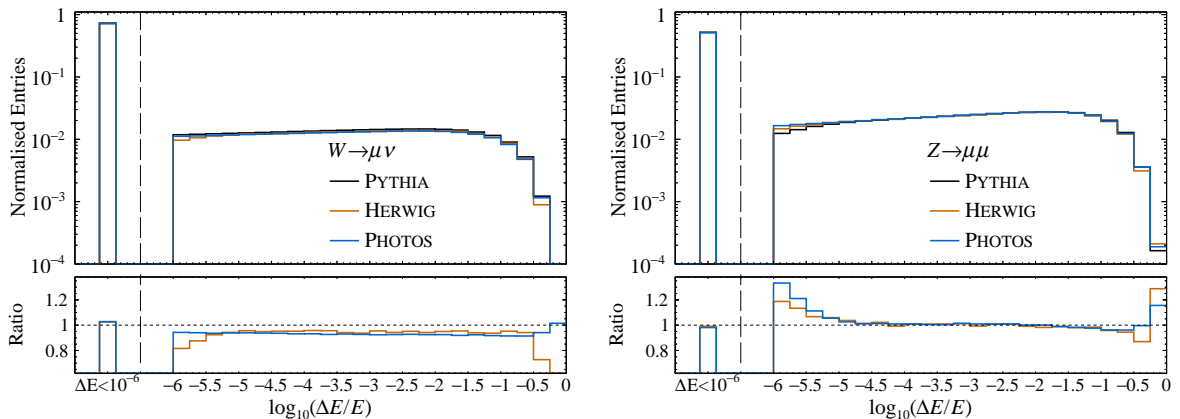 1
10⁻¹
10⁻²
10⁻³
10⁻⁴
Normalised Entries
W→μν
PYTHIA
HERWIG
PHOTOS
1.2
1
0.8
Ratio
ΔE<10⁻⁶ −6 −5.5 −5 −4.5 −4 −3.5 −3 −2.5 −2 −1.5 −1 −0.5 0
log₁₀(ΔE/E)
1
10⁻¹
10⁻²
10⁻³
10⁻⁴
Normalised Entries
Z→μμ
PYTHIA
HERWIG
PHOTOS
1.2
1
0.8
Ratio
ΔE<10⁻⁶ −6 −5.5 −5 −4.5 −4 −3.5 −3 −2.5 −2 −1.5 −1 −0.5 0
log₁₀(ΔE/E)